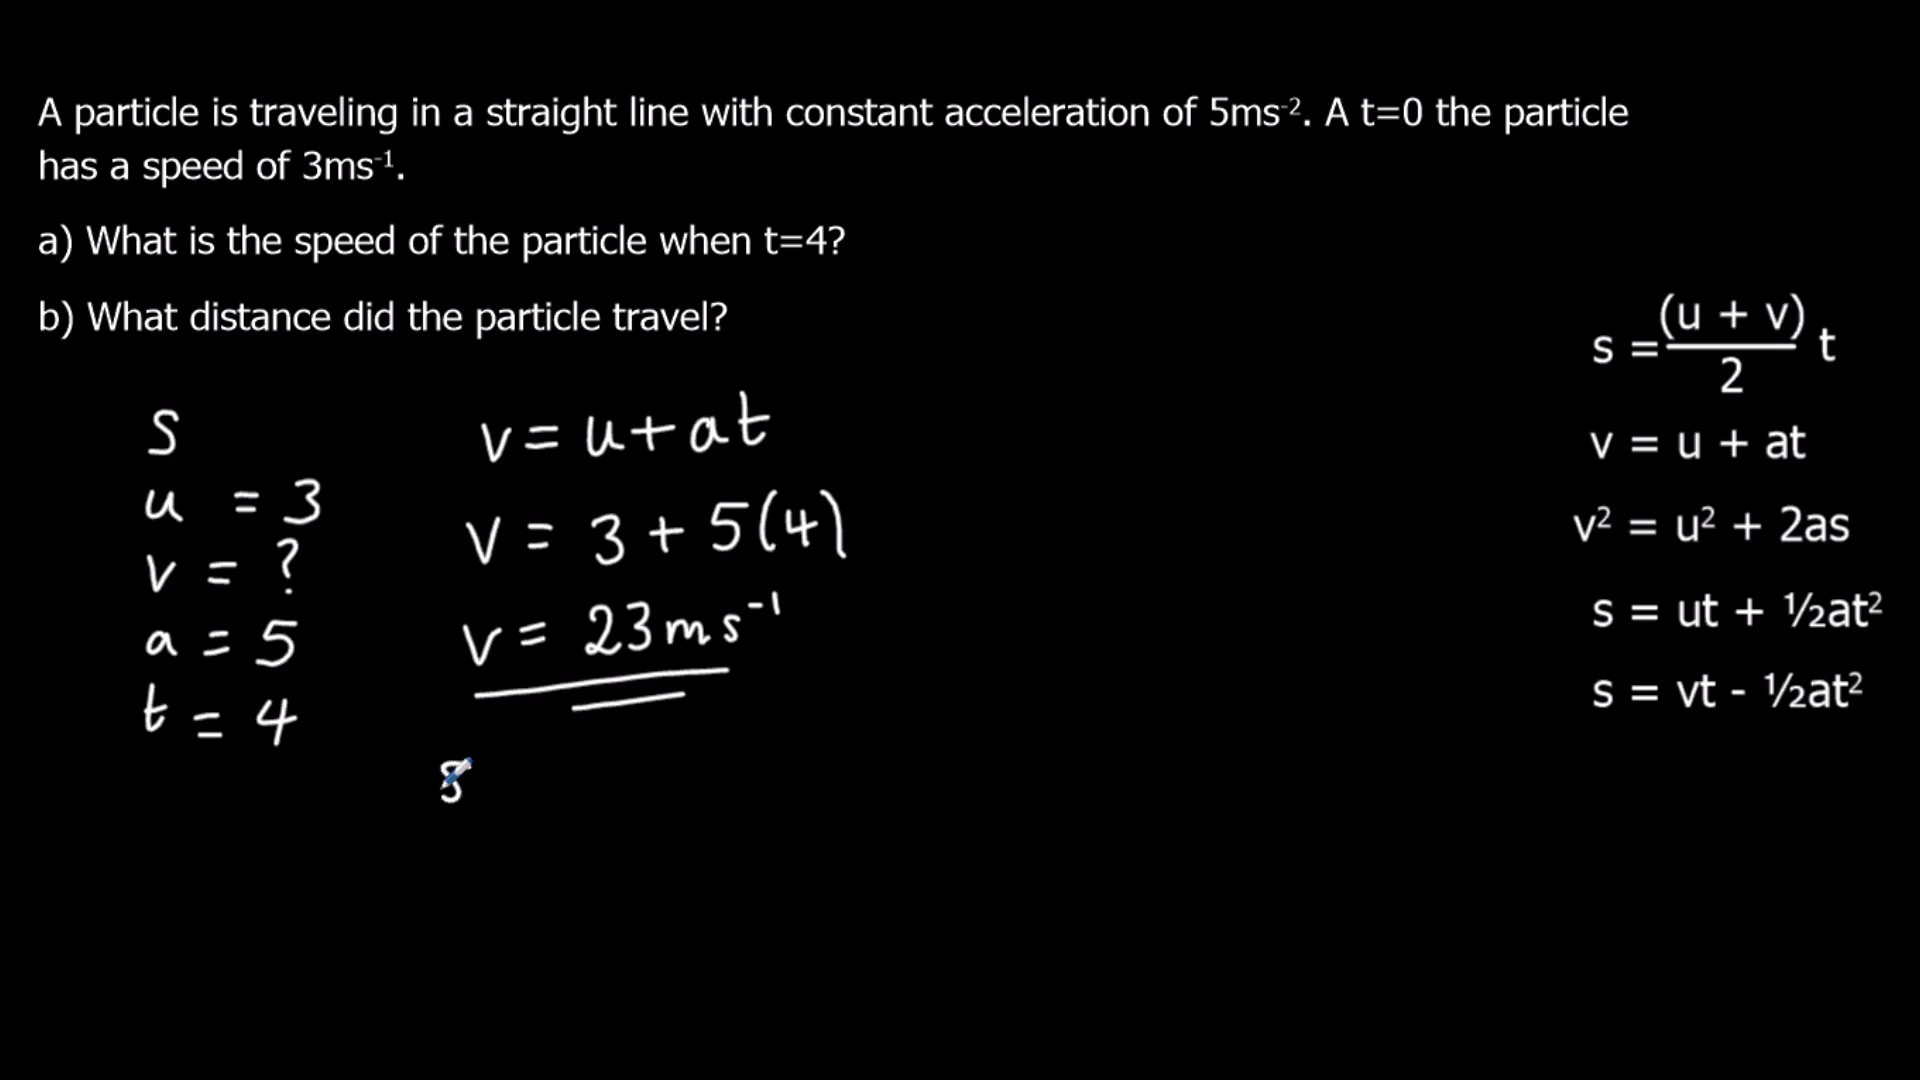 A particle is traveling in a straight line with constant acceleration of 5ms⁻². A t=0 the particle
has a speed of 3ms⁻¹.
a) What is the speed of the particle when t=4?
b) What distance did the particle travel?
s
u = 3
v = ?
a = 5
t = 4
v = u + at
v = 3 + 5(4)
v = 23ms⁻¹
s
s = (u + v)/2 t
v = u + at
v² = u² + 2as
s = ut + ½at²
s = vt - ½at²